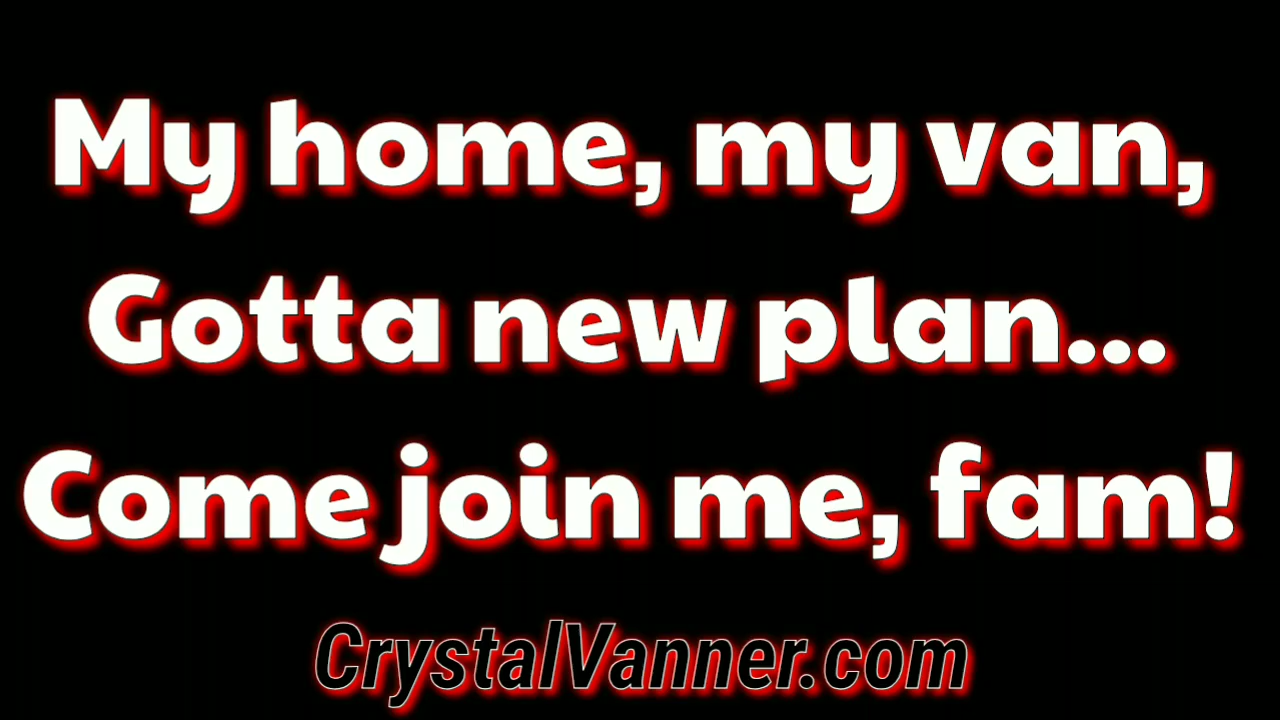 My home, my van,
Gotta new plan...
Come join me, fam!
CrystalVanner.com